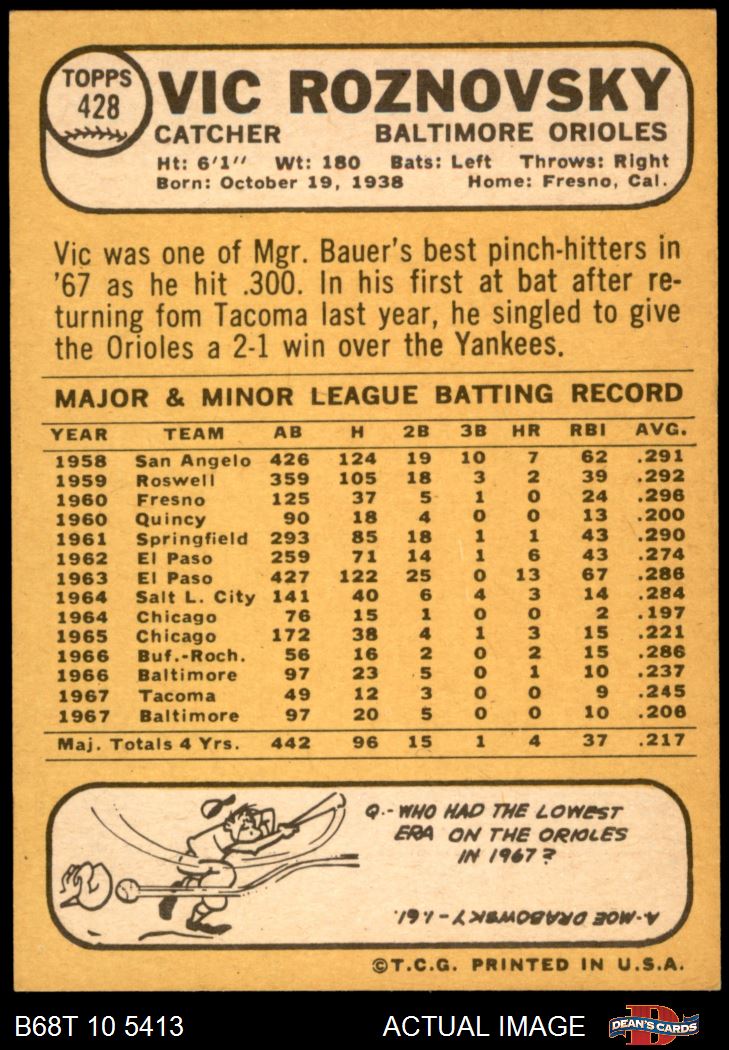 TOPPS
428
VIC ROZNOVSKY
CATCHER BALTIMORE ORIOLES
Ht: 6'1" Wt: 180 Bats: Left Throws: Right
Born: October 19, 1938 Home: Fresno, Cal.
Vic was one of Mgr. Bauer's best pinch-hitters in
'67 as he hit .300. In his first at bat after re-
turning fom Tacoma last year, he singled to give
the Orioles a 2-1 win over the Yankees.
MAJOR & MINOR LEAGUE BATTING RECORD
YEAR TEAM AB H 2B 3B HR RBI AVG.
1958 San Angelo 426 124 19 10 7 62 .291
1959 Roswell 359 105 18 3 2 39 .292
1960 Fresno 125 37 5 1 0 24 .296
1960 Quincy 90 18 4 0 0 13 .200
1961 Springfield 293 85 18 1 1 43 .290
1962 El Paso 259 71 14 1 6 43 .274
1963 El Paso 427 122 25 0 13 67 .286
1964 Salt L. City 141 40 6 4 3 14 .284
1964 Chicago 76 15 1 0 0 2 .197
1965 Chicago 172 38 4 1 3 15 .221
1966 Buf.-Roch. 56 16 2 0 2 15 .286
1966 Baltimore 97 23 5 0 1 10 .237
1967 Tacoma 49 12 3 0 0 9 .245
1967 Baltimore 97 20 5 0 0 10 .206
Maj. Totals 4 Yrs. 442 96 15 1 4 37 .217
Q.-WHO HAD THE LOWEST
ERA ON THE ORIOLES
IN 1967?
A-MOE DRABOWSKY-1.61.
©T.C.G. PRINTED IN U.S.A.
B68T 10 5413 ACTUAL IMAGE D DEAN'S CARDS